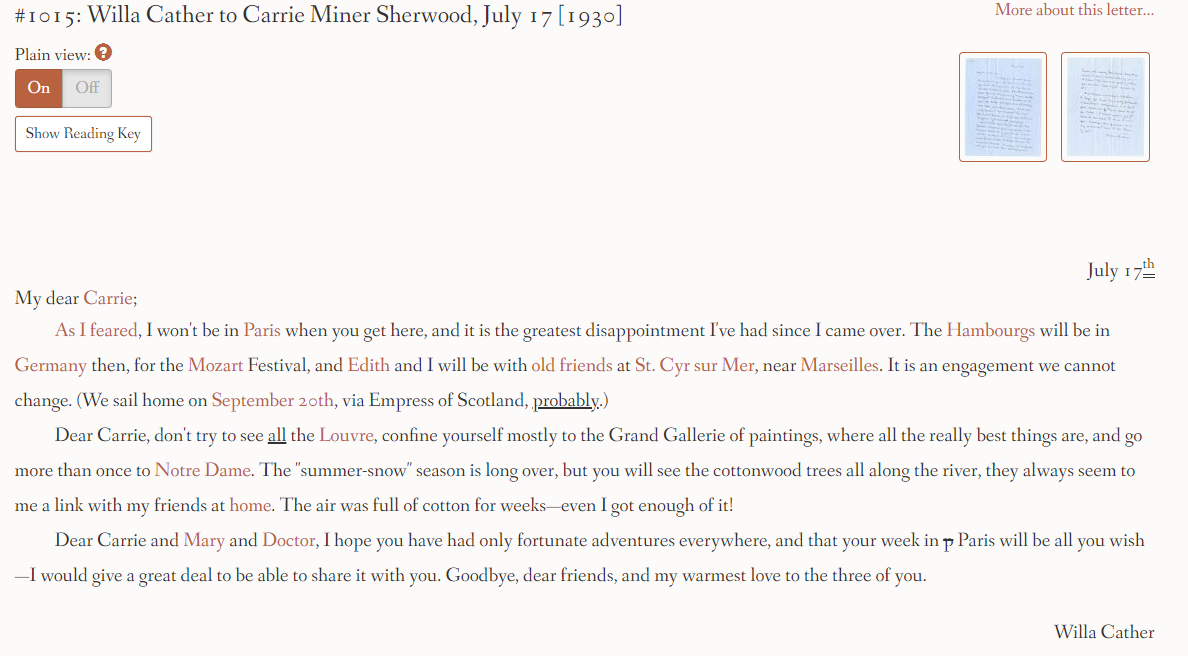 #1015: Willa Cather to Carrie Miner Sherwood, July 17 [1930]
More about this letter...
Plain view: ?
On Off
Show Reading Key
July 17th
My dear Carrie;
As I feared, I won't be in Paris when you get here, and it is the greatest disappointment I've had since I came over. The Hambourgs will be in
Germany then, for the Mozart Festival, and Edith and I will be with old friends at St. Cyr sur Mer, near Marseilles. It is an engagement we cannot
change. (We sail home on September 20th, via Empress of Scotland, probably.)
Dear Carrie, don't try to see all the Louvre, confine yourself mostly to the Grand Gallerie of paintings, where all the really best things are, and go
more than once to Notre Dame. The "summer-snow" season is long over, but you will see the cottonwood trees all along the river, they always seem to
me a link with my friends at home. The air was full of cotton for weeks—even I got enough of it!
Dear Carrie and Mary and Doctor, I hope you have had only fortunate adventures everywhere, and that your week in p Paris will be all you wish
—I would give a great deal to be able to share it with you. Goodbye, dear friends, and my warmest love to the three of you.
Willa Cather